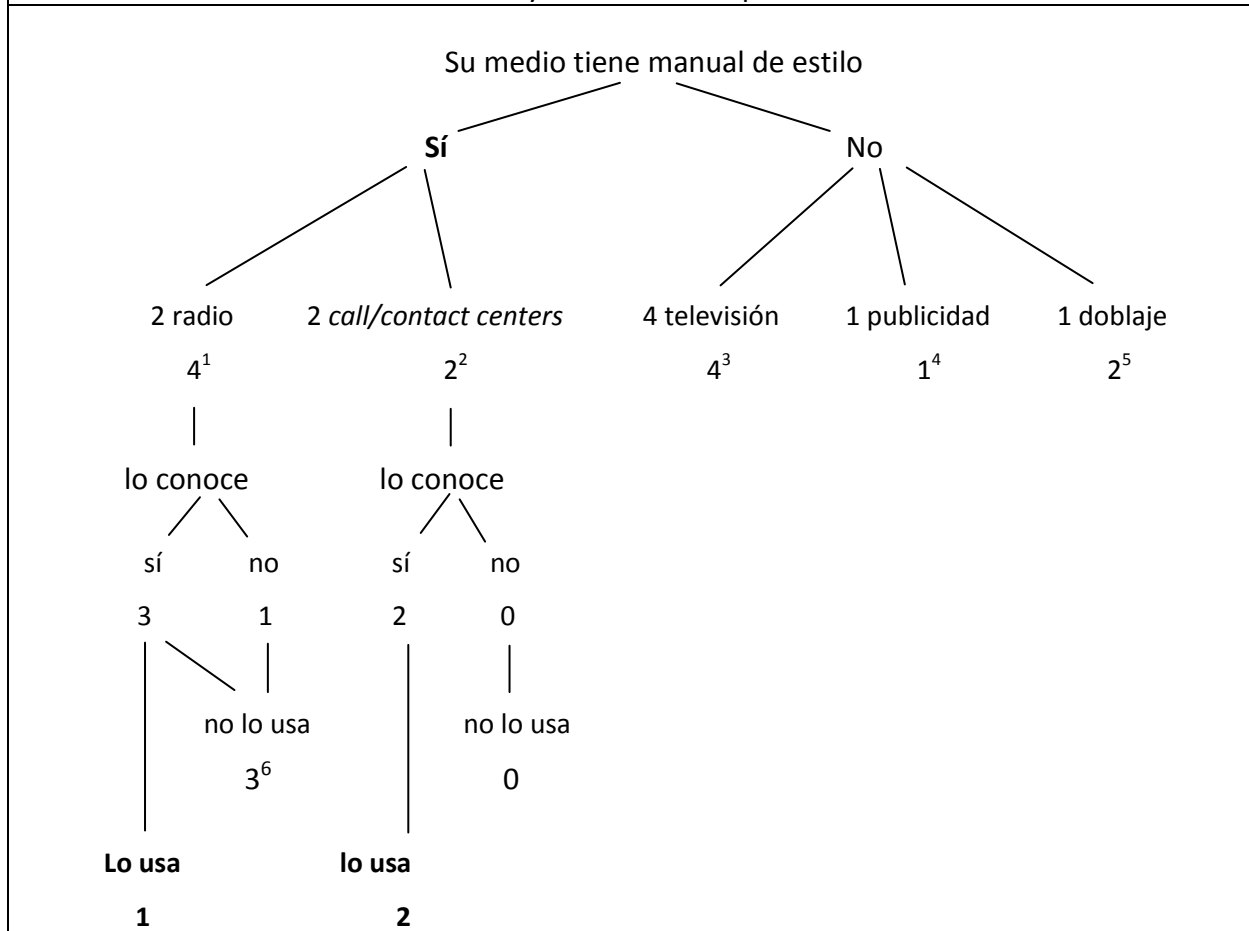 Su medio tiene manual de estilo
Sí No
2 radio 2 call/contact centers 4 televisión 1 publicidad 1 doblaje
4¹ 2² 4³ 1⁴ 2⁵
lo conoce lo conoce
sí no sí no
3 1 2 0
no lo usa no lo usa
3⁶ 0
Lo usa lo usa
1 2